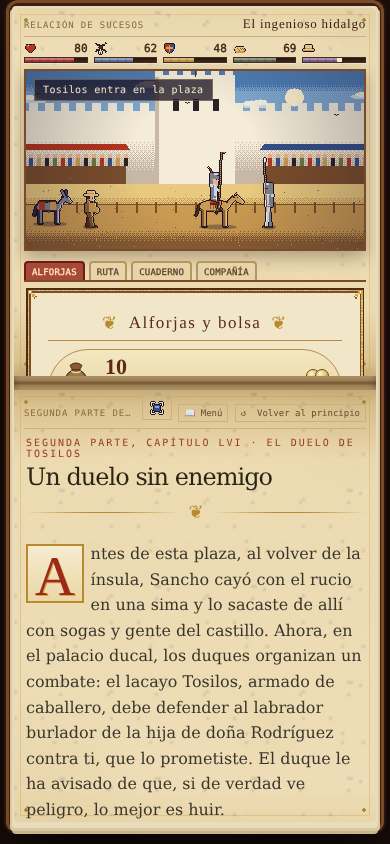 RELACIÓN DE SUCESOS
El ingenioso hidalgo
80 62 48 69
Tosilos entra en la plaza
ALFORJAS RUTA CUADERNO COMPAÑÍA
Alforjas y bolsa
10
SEGUNDA PARTE DE…
Menú
Volver al principio
SEGUNDA PARTE, CAPÍTULO LVI · EL DUELO DE
TOSILOS
Un duelo sin enemigo
Antes de esta plaza, al volver de la
ínsula, Sancho cayó con el rucio
en una sima y lo sacaste de allí
con sogas y gente del castillo. Ahora, en
el palacio ducal, los duques organizan un
combate: el lacayo Tosilos, armado de
caballero, debe defender al labrador
burlador de la hija de doña Rodríguez
contra ti, que lo prometiste. El duque le
ha avisado de que, si de verdad ve
peligro, lo mejor es huir.